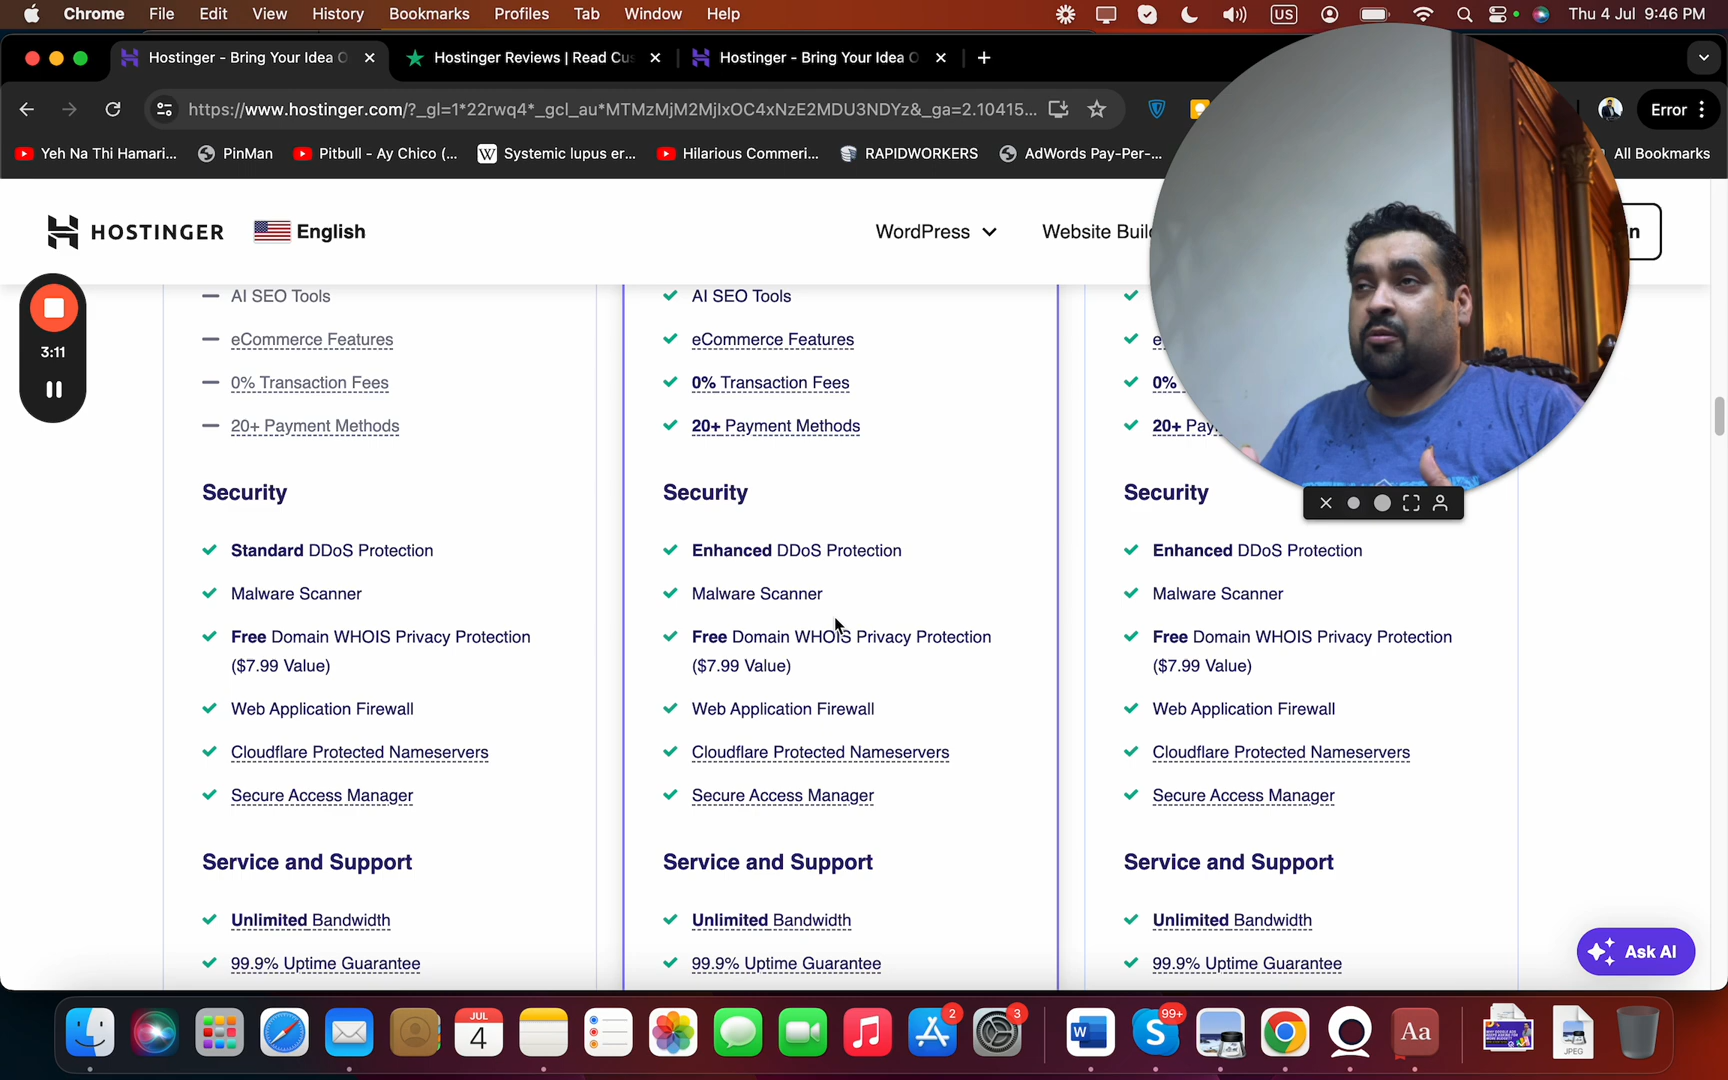 Chrome File Edit View History Bookmarks Profiles Tab Window Help US Thu 4 Jul 9:46 PM
Hostinger - Bring Your Idea O Hostinger Reviews | Read Cus Hostinger - Bring Your Idea O
https://www.hostinger.com/?_gl=1*22rwq4*_gcl_au*MTMzMjM2MjIxOC4xNzE2MDU3NDYz&_ga=2.10415... Error
Yeh Na Thi Hamari... PinMan Pitbull - Ay Chico (... Systemic lupus er... Hilarious Commeri... RAPIDWORKERS AdWords Pay-Per-... All Bookmarks
HOSTINGER English WordPress Website Buil n
3:11
AI SEO Tools
eCommerce Features
0% Transaction Fees
20+ Payment Methods
Security
Standard DDoS Protection
Malware Scanner
Free Domain WHOIS Privacy Protection
($7.99 Value)
Web Application Firewall
Cloudflare Protected Nameservers
Secure Access Manager
Service and Support
Unlimited Bandwidth
99.9% Uptime Guarantee
AI SEO Tools
eCommerce Features
0% Transaction Fees
20+ Payment Methods
Security
Enhanced DDoS Protection
Malware Scanner
Free Domain WHOIS Privacy Protection
($7.99 Value)
Web Application Firewall
Cloudflare Protected Nameservers
Secure Access Manager
Service and Support
Unlimited Bandwidth
99.9% Uptime Guarantee
e
0%
20+ Pay
Security
Enhanced DDoS Protection
Malware Scanner
Free Domain WHOIS Privacy Protection
($7.99 Value)
Web Application Firewall
Cloudflare Protected Nameservers
Secure Access Manager
Service and Support
Unlimited Bandwidth
99.9% Uptime Guarantee
Ask AI
JUL
4
2
3
W
S
99+
Aa
JPEG